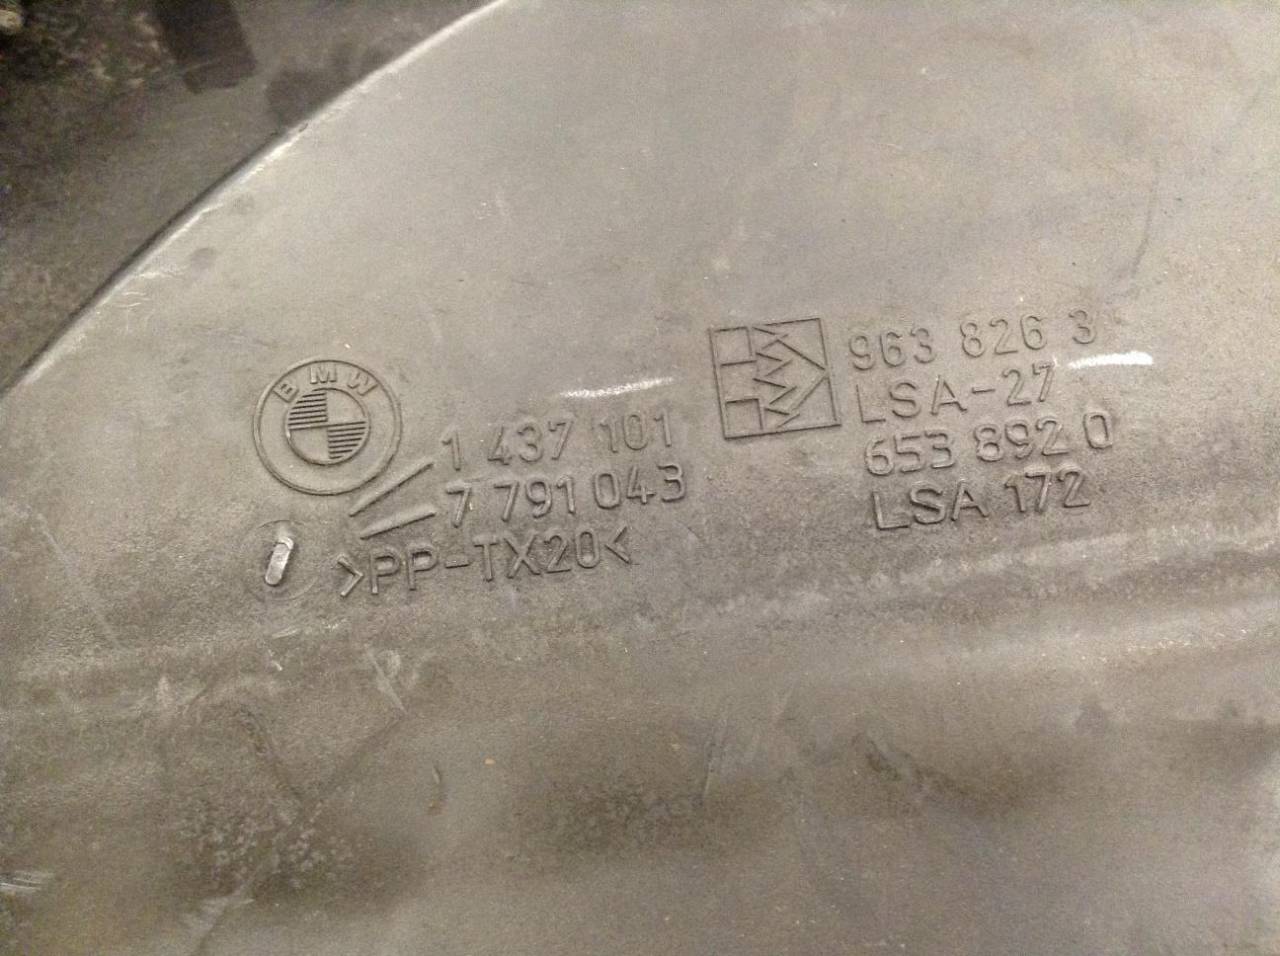 BMW
1 437 101
7 791 043
>PP-TX20<
963 826 3
LSA-27
653 892 0
LSA 172